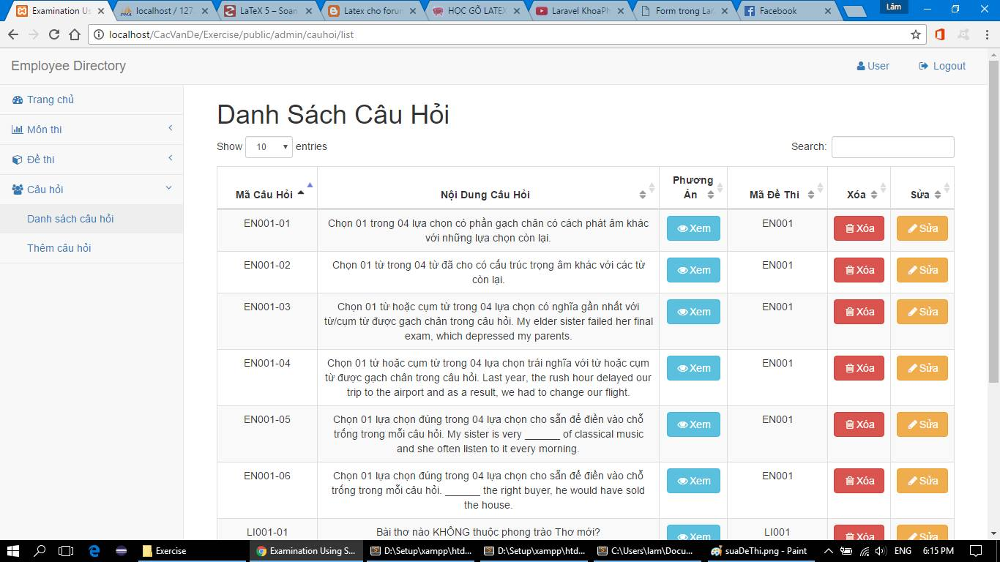 Examination Us
localhost / 127.
LaTeX 5 – Soan
Latex cho forun
HỌC GÕ LATEX
Laravel KhoaPh
Form trong Lar
Facebook
Lâm
localhost/CacVanDe/Exercise/public/admin/cauhoi/list
Employee Directory
User
Logout
Trang chủ
Môn thi
Đề thi
Câu hỏi
Danh sách câu hỏi
Thêm câu hỏi
Danh Sách Câu Hỏi
Show 10 entries
Search:
Mã Câu Hỏi
Nội Dung Câu Hỏi
Phương
Án
Mã Đề Thi
Xóa
Sửa
EN001-01
Chọn 01 trong 04 lựa chọn có phần gạch chân có cách phát âm khác
với những lựa chọn còn lại.
Xem
EN001
Xóa
Sửa
EN001-02
Chọn 01 từ trong 04 từ đã cho có cấu trúc trọng âm khác với các từ
còn lại.
Xem
EN001
Xóa
Sửa
EN001-03
Chọn 01 từ hoặc cụm từ trong 04 lựa chọn có nghĩa gần nhất với
từ/cụm từ được gạch chân trong câu hỏi. My elder sister failed her final
exam, which depressed my parents.
Xem
EN001
Xóa
Sửa
EN001-04
Chọn 01 từ hoặc cụm từ trong 04 lựa chọn trái nghĩa với từ hoặc cụm
từ được gạch chân trong câu hỏi. Last year, the rush hour delayed our
trip to the airport and as a result, we had to change our flight.
Xem
EN001
Xóa
Sửa
EN001-05
Chọn 01 lựa chọn đúng trong 04 lựa chọn cho sẵn để điền vào chỗ
trống trong mỗi câu hỏi. My sister is very ______ of classical music
and she often listen to it every morning.
Xem
EN001
Xóa
Sửa
EN001-06
Chọn 01 lựa chọn đúng trong 04 lựa chọn cho sẵn để điền vào chỗ
trống trong mỗi câu hỏi. ______ the right buyer, he would have sold
the house.
Xem
EN001
Xóa
Sửa
LI001-01
Bài thơ nào KHÔNG thuộc phong trào Thơ mới?
Xem
LI001
Xóa
Sửa
Exercise
Examination Using S...
D:\Setup\xampp\htd...
D:\Setup\xampp\htd...
C:\Users\lam\Docu...
suaDeThi.png - Paint
ENG
6:15 PM